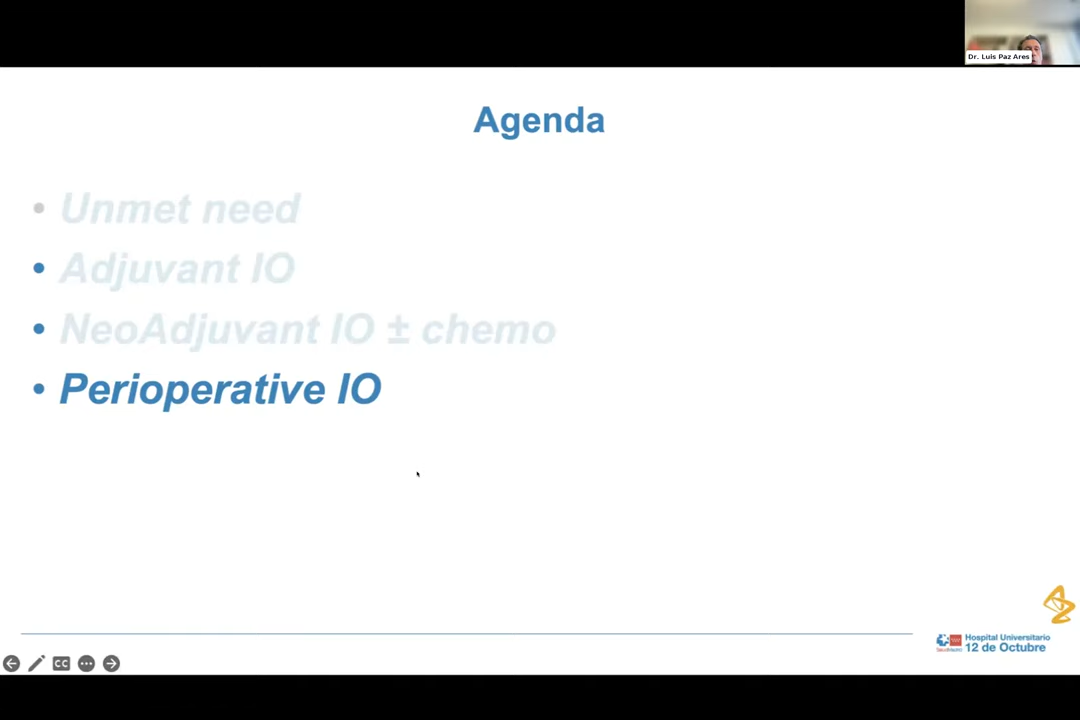 Dr. Luis Paz Ares
Agenda
• Unmet need
• Adjuvant IO
• NeoAdjuvant IO ± chemo
• Perioperative IO
Hospital Universitario
12 de Octubre
CC